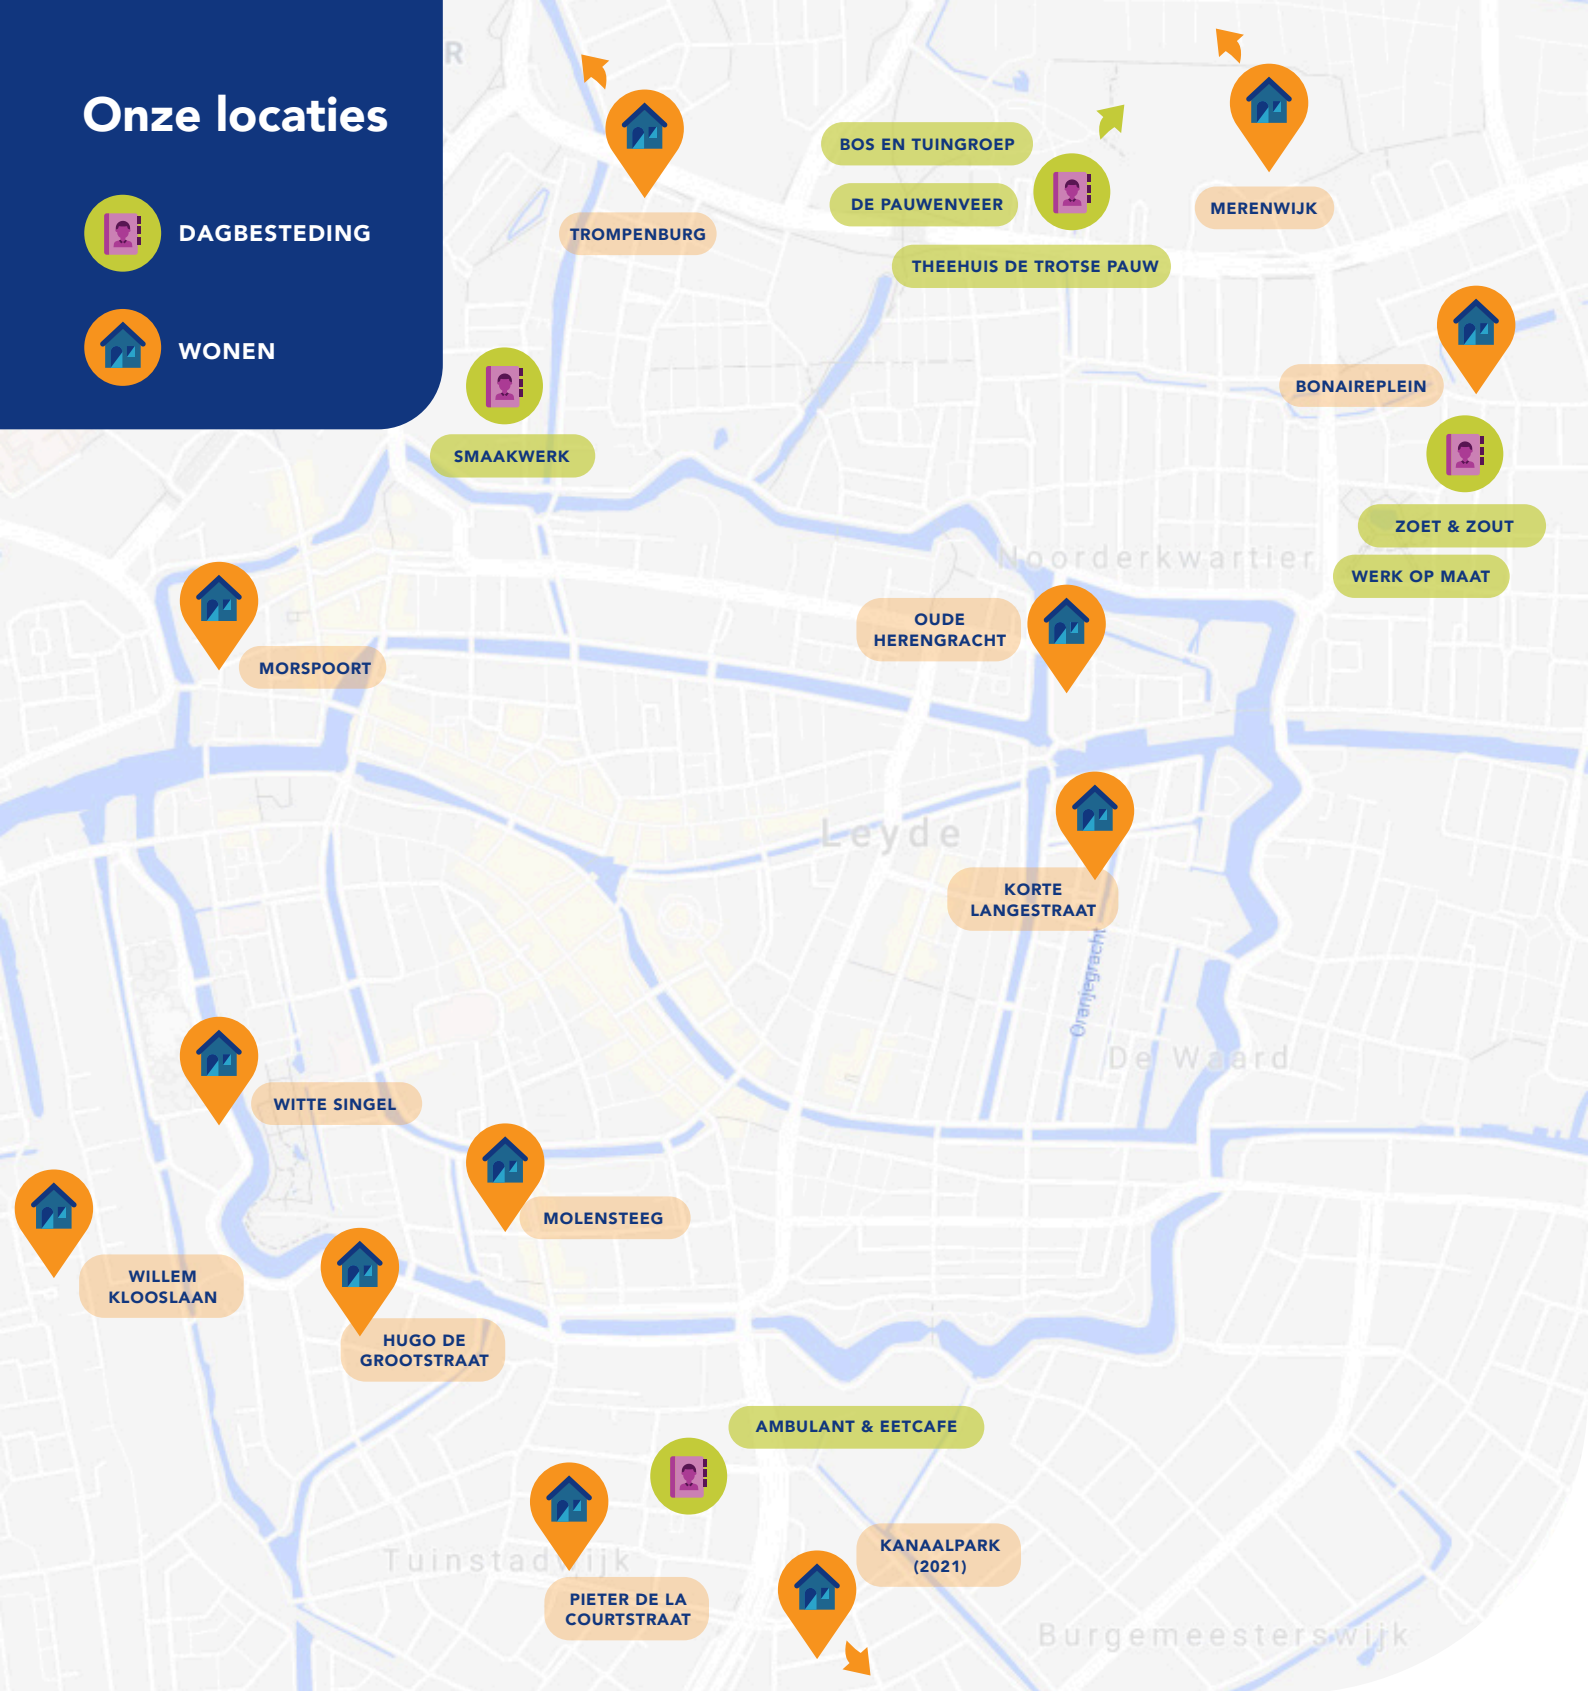 R
Onze locaties
DAGBESTEDING
WONEN
TROMPENBURG
BOS EN TUINGROEP
DE PAUWENVEER
THEEHUIS DE TROTSE PAUW
MERENWIJK
BONAIREPLEIN
SMAAKWERK
ZOET & ZOUT
WERK OP MAAT
Noorderkwartier
OUDE
HERENGRACHT
MORSPOORT
Leyde
KORTE
LANGESTRAAT
Oranjegracht
De Waard
WITTE SINGEL
MOLENSTEEG
WILLEM
KLOOSLAAN
HUGO DE
GROOTSTRAAT
AMBULANT & EETCAFE
KANAALPARK
(2021)
Tuinstadwijk
PIETER DE LA
COURTSTRAAT
Burgemeesterswijk